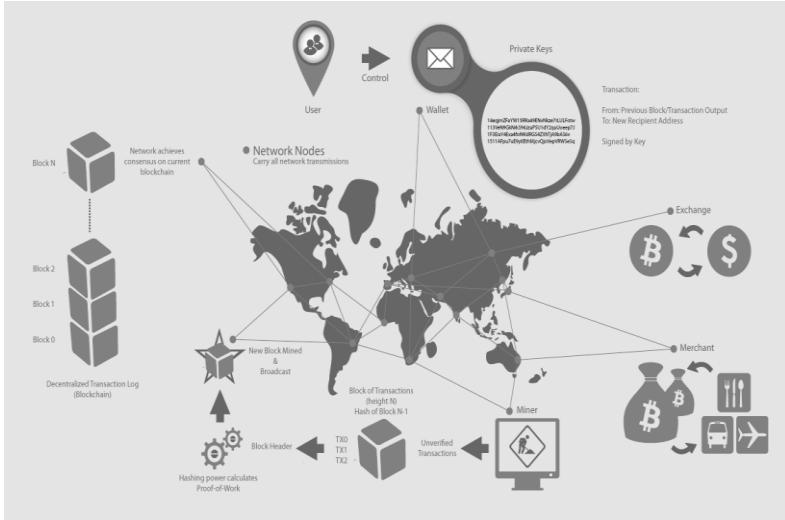 Private Keys
Control
User
Wallet
Transaction:
From: Previous Block/Transaction Output
To: New Recipient Address
Signed by Key
Network achieves
consensus on current
blockchain
Network Nodes
Carry all network transmissions
Block N
Exchange
Block 2
Block 1
Block 0
Merchant
New Block Mined
&
Broadcast
Decentralized Transaction Log
(Blockchain)
Block of Transactions
(height N)
Hash of Block N-1
Miner
TX0
TX1
TX2
Block Header
Unverified
Transactions
Hashing power calculates
Proof-of-Work